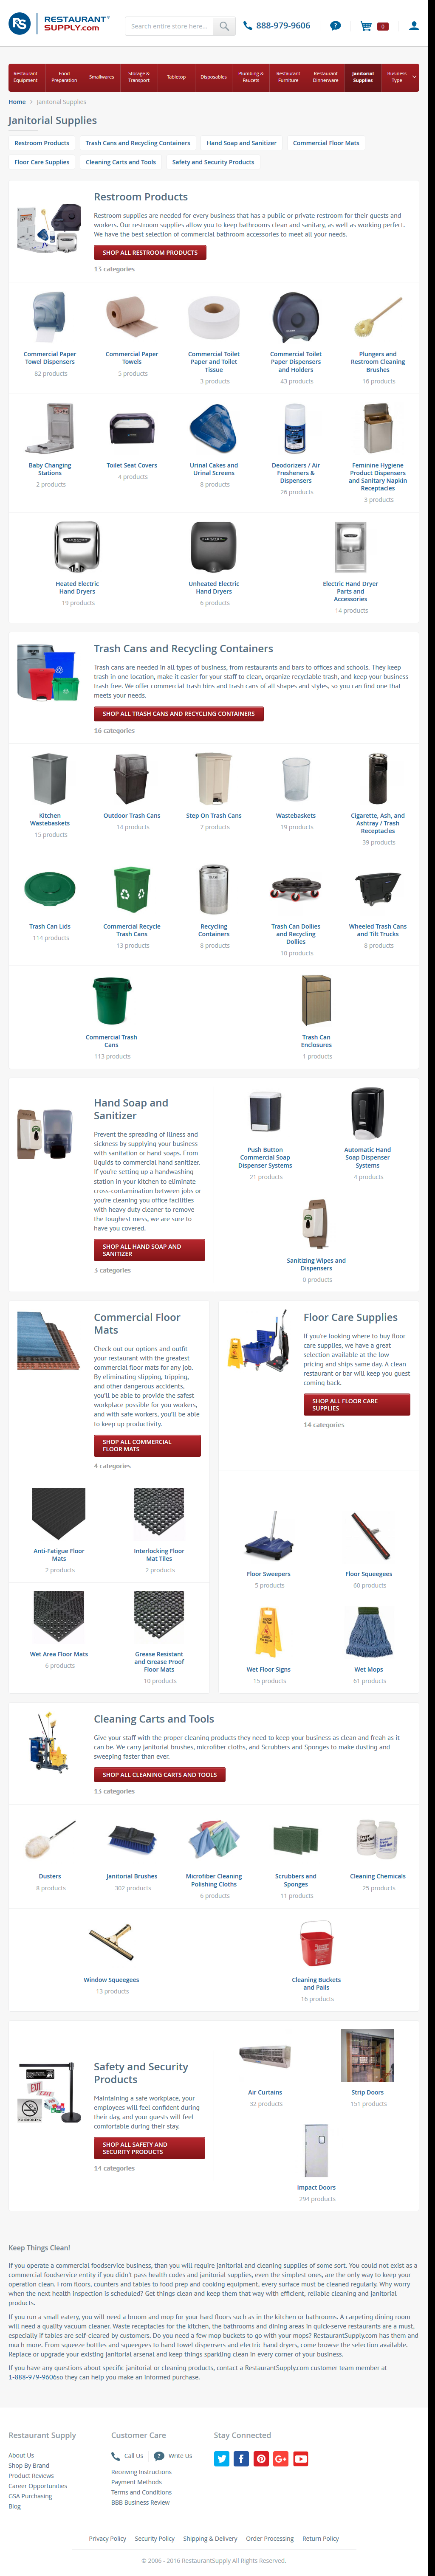 RS RESTAURANT
SUPPLY.COM
Search entire store here...
888-979-9606
0
Restaurant Equipment
Food Preparation
Smallwares
Storage & Transport
Tabletop
Disposables
Plumbing & Faucets
Restaurant Furniture
Restaurant Dinnerware
Janitorial Supplies
Business Type
Home > Janitorial Supplies
Janitorial Supplies
Restroom Products
Trash Cans and Recycling Containers
Hand Soap and Sanitizer
Commercial Floor Mats
Floor Care Supplies
Cleaning Carts and Tools
Safety and Security Products
Restroom Products
Restroom supplies are needed for every business that has a public or private restroom for their guests and
workers. Our restroom supplies allow you to keep bathrooms clean and sanitary, as well as working perfect.
We have the best selection of commercial bathroom accessories to meet all your needs.
SHOP ALL RESTROOM PRODUCTS
13 categories
Commercial Paper
Towel Dispensers
82 products
Commercial Paper
Towels
5 products
Commercial Toilet
Paper and Toilet
Tissue
3 products
Commercial Toilet
Paper Dispensers
and Holders
43 products
Plungers and
Restroom Cleaning
Brushes
16 products
Baby Changing
Stations
2 products
Toilet Seat Covers
4 products
Urinal Cakes and
Urinal Screens
8 products
Deodorizers / Air
Fresheners &
Dispensers
26 products
Feminine Hygiene
Product Dispensers
and Sanitary Napkin
Receptacles
3 products
Heated Electric
Hand Dryers
19 products
Unheated Electric
Hand Dryers
6 products
Electric Hand Dryer
Parts and
Accessories
14 products
Trash Cans and Recycling Containers
Trash cans are needed in all types of business, from restaurants and bars to offices and schools. They keep
trash in one location, make it easier for your staff to clean, organize recyclable trash, and keep your business
trash free. We offer commercial trash bins and trash cans of all shapes and styles, so you can find one that
meets your needs.
SHOP ALL TRASH CANS AND RECYCLING CONTAINERS
16 categories
Kitchen
Wastebaskets
15 products
Outdoor Trash Cans
14 products
Step On Trash Cans
7 products
Wastebaskets
19 products
Cigarette, Ash, and
Ashtray / Trash
Receptacles
39 products
Trash Can Lids
114 products
Commercial Recycle
Trash Cans
13 products
Recycling
Containers
8 products
Trash Can Dollies
and Recycling
Dollies
10 products
Wheeled Trash Cans
and Tilt Trucks
8 products
Commercial Trash
Cans
113 products
Trash Can
Enclosures
1 products
Hand Soap and
Sanitizer
Prevent the spreading of illness and
sickness by supplying your business
with sanitation or hand soaps. From
liquids to commercial hand sanitizer.
If you're setting up a handwashing
station in your kitchen to eliminate
cross-contamination between jobs or
you're cleaning you office facilities
with heavy duty cleaner to remove
the toughest mess, we are sure to
have you covered.
SHOP ALL HAND SOAP AND
SANITIZER
3 categories
Push Button
Commercial Soap
Dispenser Systems
21 products
Automatic Hand
Soap Dispenser
Systems
4 products
Sanitizing Wipes and
Dispensers
0 products
Commercial Floor
Mats
Check out our options and outfit
your restaurant with the greatest
commercial floor mats for any job.
By eliminating slipping, tripping,
and other dangerous accidents,
you'll be able to provide the safest
workplace possible for you workers,
and with safe workers, you'll be able
to keep up productivity.
SHOP ALL COMMERCIAL
FLOOR MATS
4 categories
Anti-Fatigue Floor
Mats
2 products
Interlocking Floor
Mat Tiles
2 products
Wet Area Floor Mats
6 products
Grease Resistant
and Grease Proof
Floor Mats
10 products
Floor Care Supplies
If you're looking where to buy floor
care supplies, we have a great
selection available at the low
pricing and ships same day. A clean
restaurant or bar will keep you guest
coming back.
SHOP ALL FLOOR CARE
SUPPLIES
14 categories
Floor Sweepers
5 products
Floor Squeegees
60 products
Wet Floor Signs
15 products
Wet Mops
61 products
Cleaning Carts and Tools
Give your staff with the proper cleaning products they need to keep your business as clean and freah as it
can be. We carry janitorial brushes, microfiber cloths, and Scrubbers and Sponges to make dusting and
sweeping faster than ever.
SHOP ALL CLEANING CARTS AND TOOLS
13 categories
Dusters
8 products
Janitorial Brushes
302 products
Microfiber Cleaning
Polishing Cloths
6 products
Scrubbers and
Sponges
11 products
Cleaning Chemicals
25 products
Window Squeegees
13 products
Cleaning Buckets
and Pails
16 products
Safety and Security
Products
Maintaining a safe workplace, your
employees will feel confident during
their day, and your guests will feel
comfortable during their stay.
SHOP ALL SAFETY AND
SECURITY PRODUCTS
14 categories
Air Curtains
32 products
Strip Doors
151 products
Impact Doors
294 products
Keep Things Clean!
If you operate a commercial foodservice business, than you will require janitorial and cleaning supplies of some sort. You could not exist as a
commercial foodservice entity if you didn't pass health codes and janitorial supplies, even the simplest ones, are the only way to keep your
operation clean. From floors, counters and tables to food prep and cooking equipment, every surface must be cleaned regularly. Why worry
when the next health inspection is scheduled? Get things clean and keep them that way with efficient, reliable cleaning and janitorial
products.
If you run a small eatery, you will need a broom and mop for your hard floors such as in the kitchen or bathrooms. A carpeting dining room
will need a quality vacuum cleaner. Waste receptacles for the kitchen, the bathrooms and dining areas in quick-serve restaurants are a must,
especially if tables are self-cleared by customers. Do you need a few mop buckets to go with your mops? RestaurantSupply.com has them and
much more. From squeeze bottles and squeegees to hand towel dispensers and electric hand dryers, come browse the selection available.
Replace or upgrade your existing janitorial arsenal and keep things sparkling clean in every corner of your business.
If you have any questions about specific janitorial or cleaning products, contact a RestaurantSupply.com customer team member at
1-888-979-9606so they can help you make an informed purchase.
Restaurant Supply
About Us
Shop By Brand
Product Reviews
Career Opportunities
GSA Purchasing
Blog
Customer Care
Call Us
Write Us
Receiving Instructions
Payment Methods
Terms and Conditions
BBB Business Review
Stay Connected
Privacy Policy
Security Policy
Shipping & Delivery
Order Processing
Return Policy
© 2006 - 2016 RestaurantSupply All Rights Reserved.